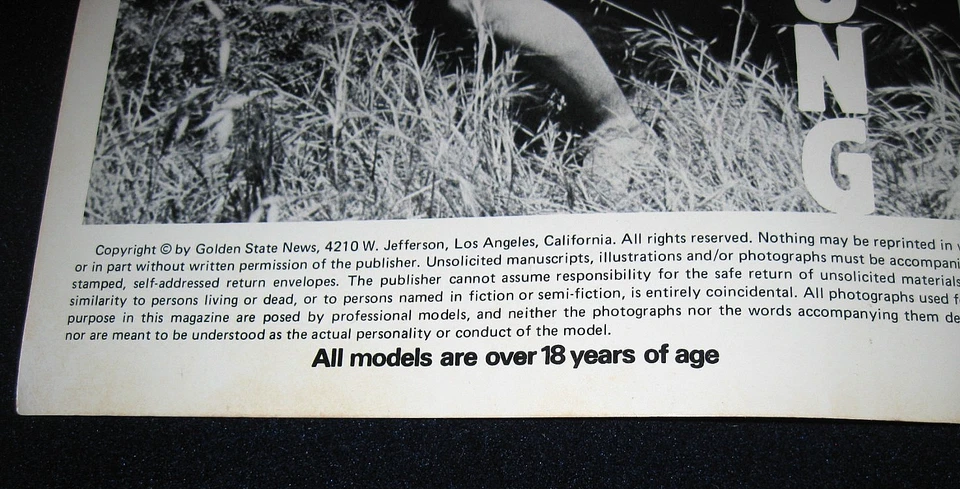 NG
Copyright © by Golden State News, 4210 W. Jefferson, Los Angeles, California. All rights reserved. Nothing may be reprinted in
or in part without written permission of the publisher. Unsolicited manuscripts, illustrations and/or photographs must be
stamped, self-addressed return envelopes. The publisher cannot assume responsibility for the safe return of unsolicited materials
similarity to persons living or dead, or to persons named in fiction or semi-fiction, is entirely coincidental. All photographs used
purpose in this magazine are posed by professional models, and neither the photographs nor the words accompanying them
nor are meant to be understood as the actual personality or conduct of the model.
All models are over 18 years of age